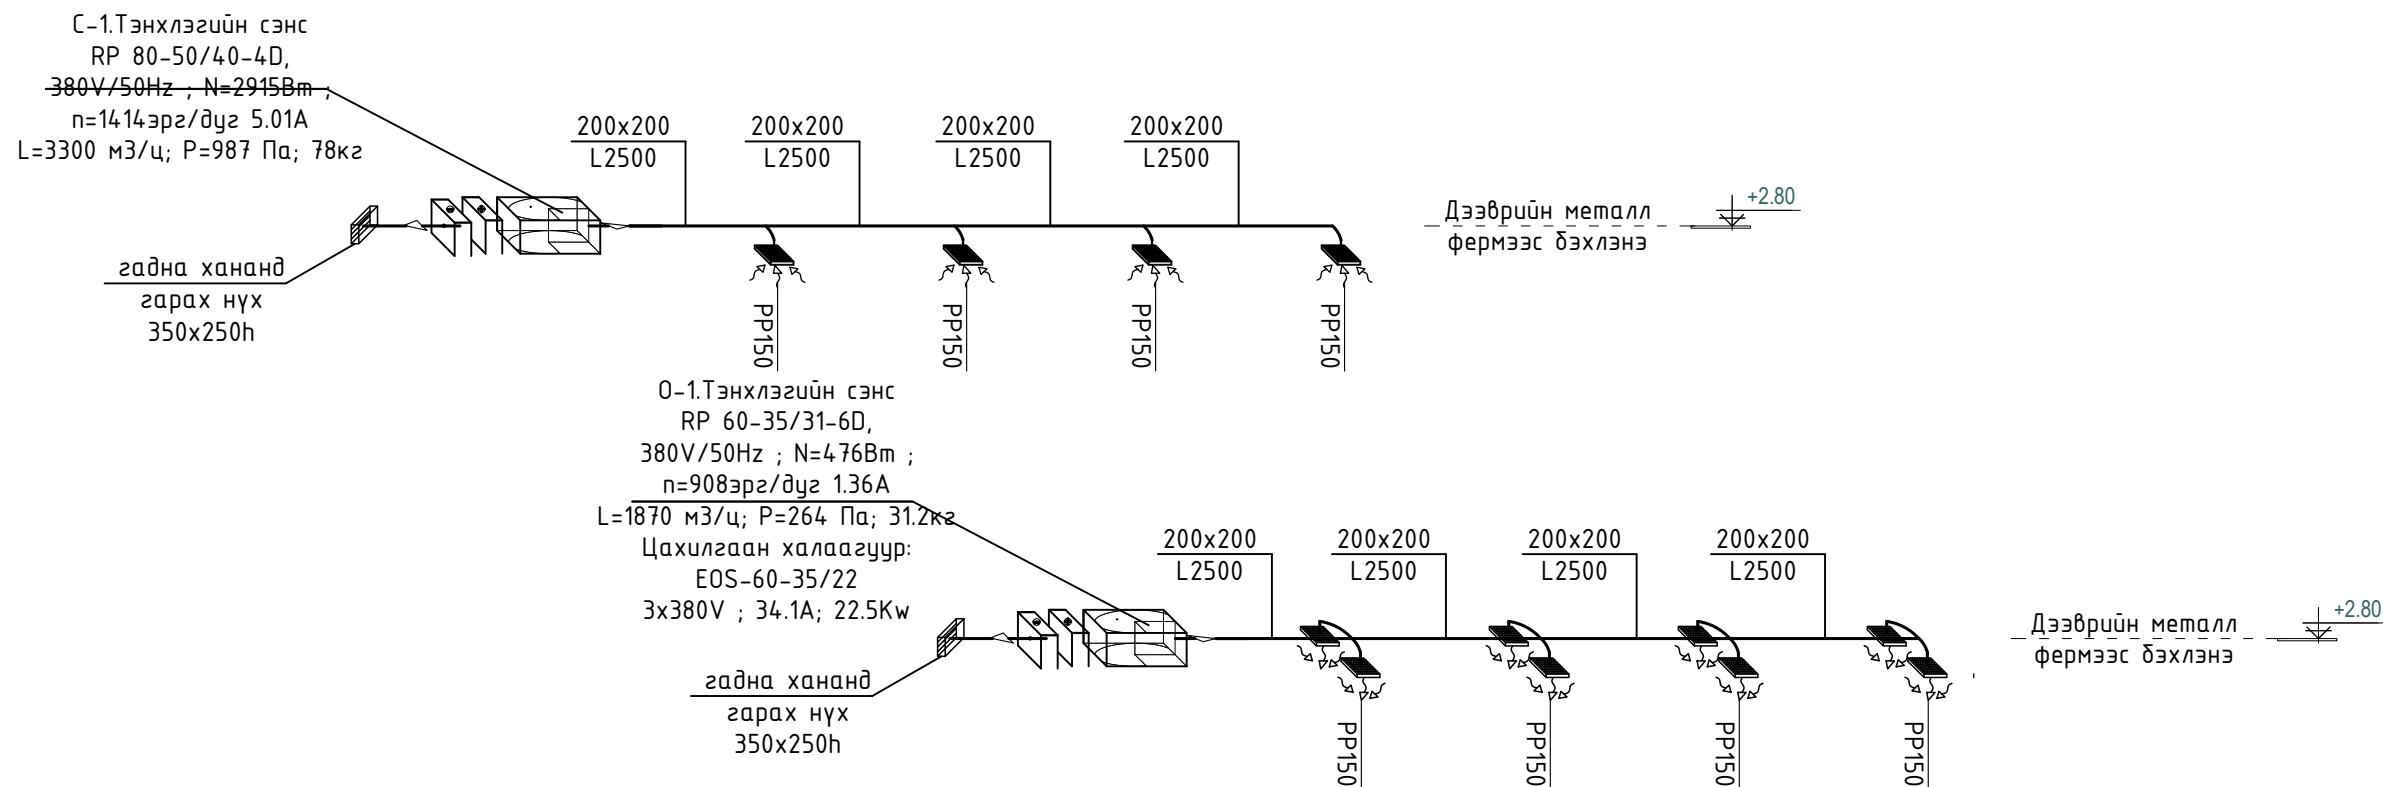 С-1.Тэнхлэгийн сэнс
RP 80-50/40-4D,
380V/50Hz ; N=2915Вт ;
n=1414эрг/дуг 5.01A
L=3300 м3/ц; P=987 Па; 78кг
200x200
L2500
200x200
L2500
200x200
L2500
200x200
L2500
Дээврийн металл
фермээс бэхлэнэ
+2.80
гадна хананд
гарах нүх
350x250h
PP150
PP150
PP150
PP150
О-1.Тэнхлэгийн сэнс
RP 60-35/31-6D,
380V/50Hz ; N=476Вт ;
n=908эрг/дуг 1.36A
L=1870 м3/ц; P=264 Па; 31.2кг
Цахилгаан халаагуур:
EOS-60-35/22
3x380V ; 34.1A; 22.5Kw
200x200
L2500
200x200
L2500
200x200
L2500
200x200
L2500
Дээврийн металл
фермээс бэхлэнэ
+2.80
гадна хананд
гарах нүх
350x250h
PP150
PP150
PP150
PP150